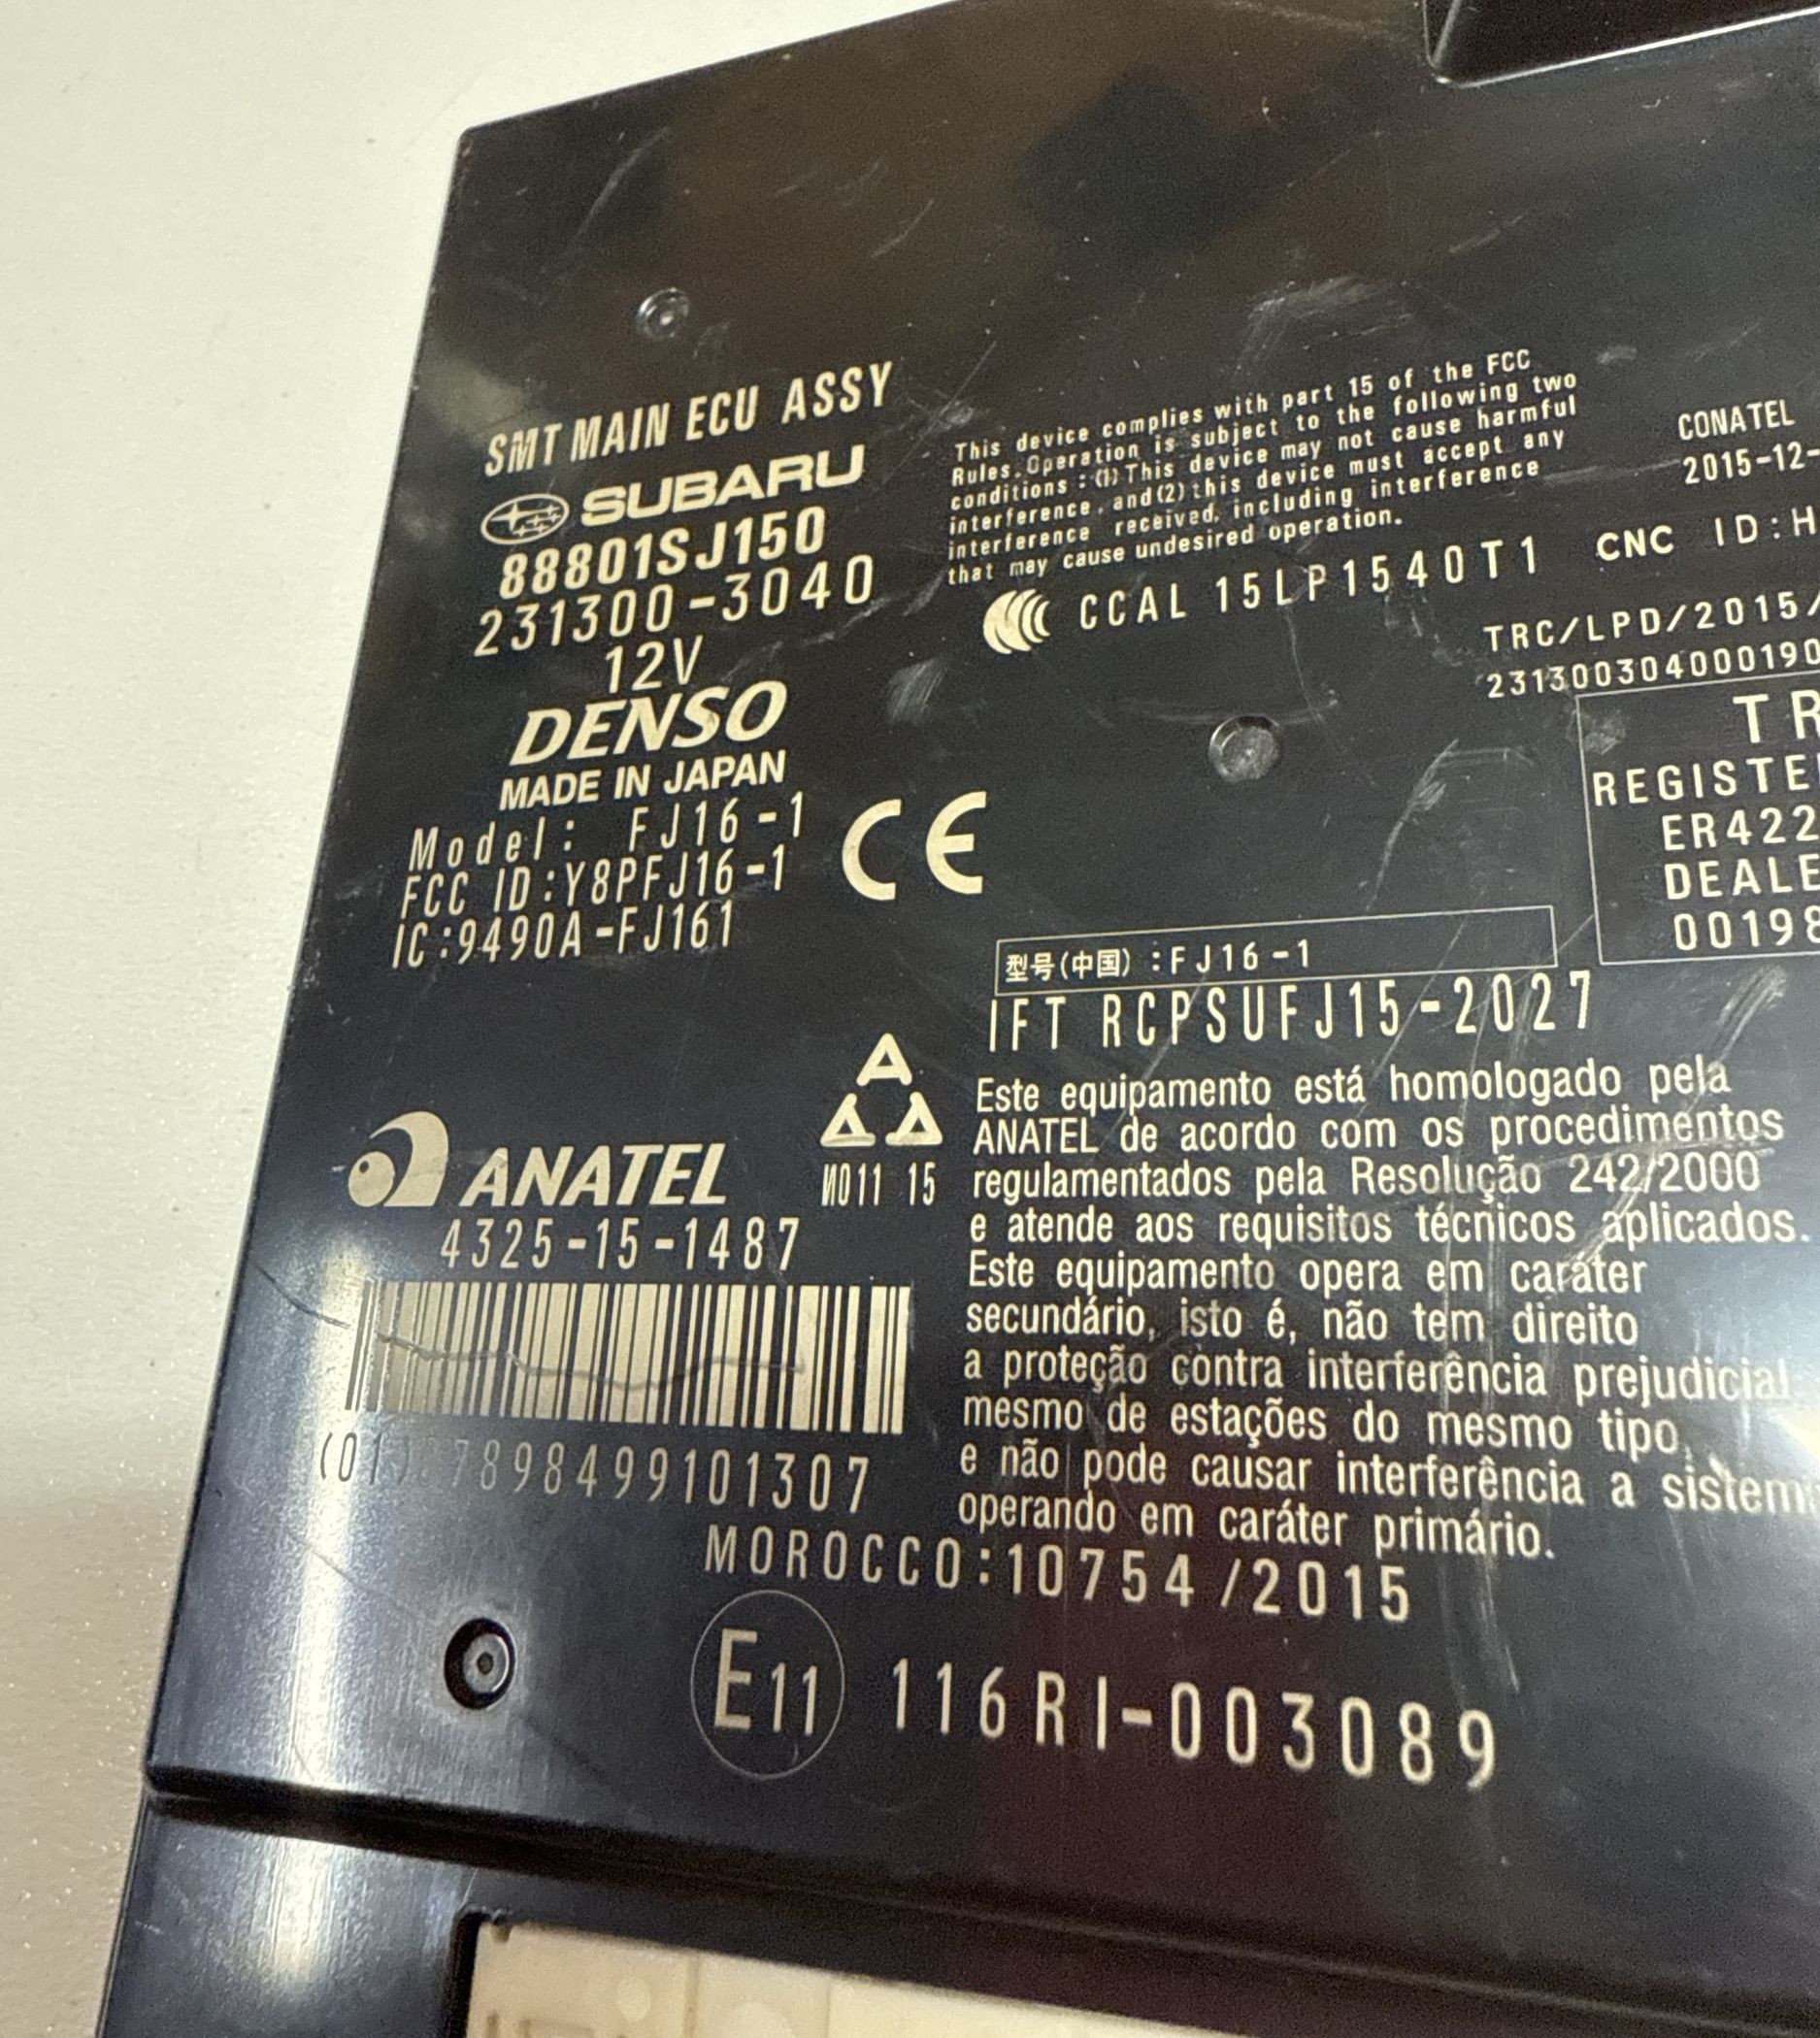 SMT MAIN ECU ASSY
SUBARU
88801SJ150
231300-3040
12V
DENSO
MADE IN JAPAN
Model: FJ16-1
FCC ID:Y8PFJ16-1
IC:9490A-FJ161
CE
This device complies with part 15 of the FCC
Rules.Operation is subject to the following two
conditions:(1)This device may not cause harmful
interference, and(2)this device must accept any
interference received, including interference
that may cause undesired operation.
CCAL 15LP1540T1
CONATEL
2015-12-
CNC ID:H
TRC/LPD/2015/
231300304000190
TR
REGISTE
ER422
DEALE
00198
型号(中国):FJ16-1
IFT RCPSUFJ15-2027
ANATEL
4325-15-1487
(01) 7898499101307
A
И011 15
Este equipamento está homologado pela
ANATEL de acordo com os procedimentos
regulamentados pela Resolução 242/2000
e atende aos requisitos técnicos aplicados.
Este equipamento opera em caráter
secundário, isto é, não tem direito
a proteção contra interferência prejudicial
mesmo de estações do mesmo tipo,
e não pode causar interferência a sistem
operando em caráter primário.
MOROCCO:10754/2015
E11 116RI-003089